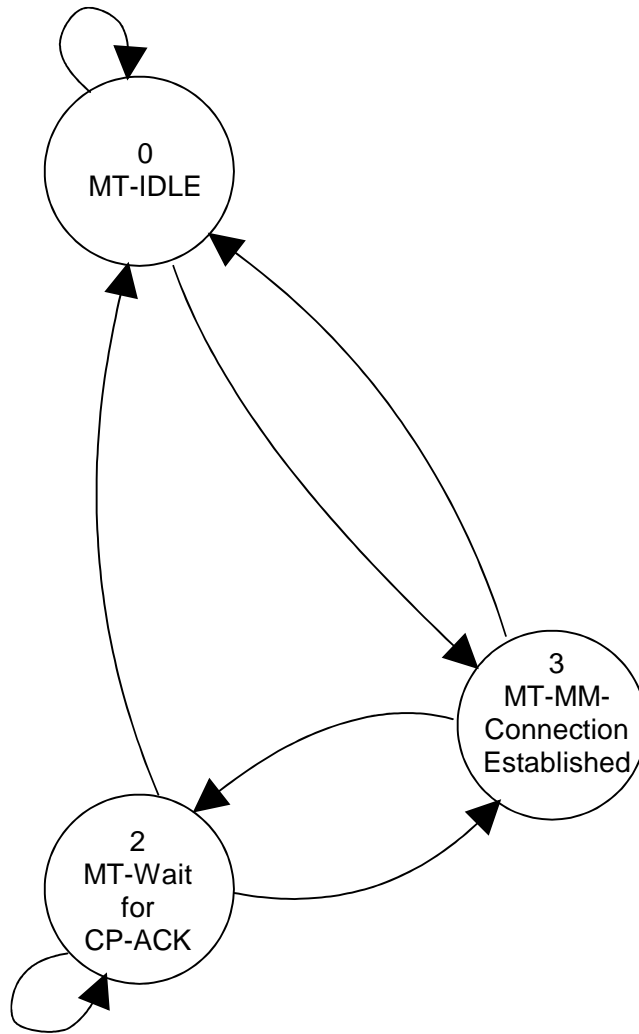 0
MT-IDLE
3
MT-MM-
Connection
Established
2
MT-Wait
for
CP-ACK